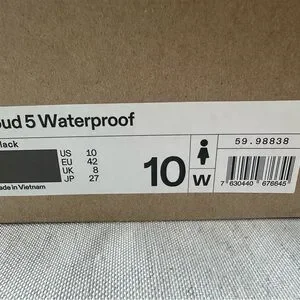 oud 5 Waterproof
lack
US 10
EU 42
UK 8
JP 27
10
W
59.98838
7 630440 676645
ade in Vietnam